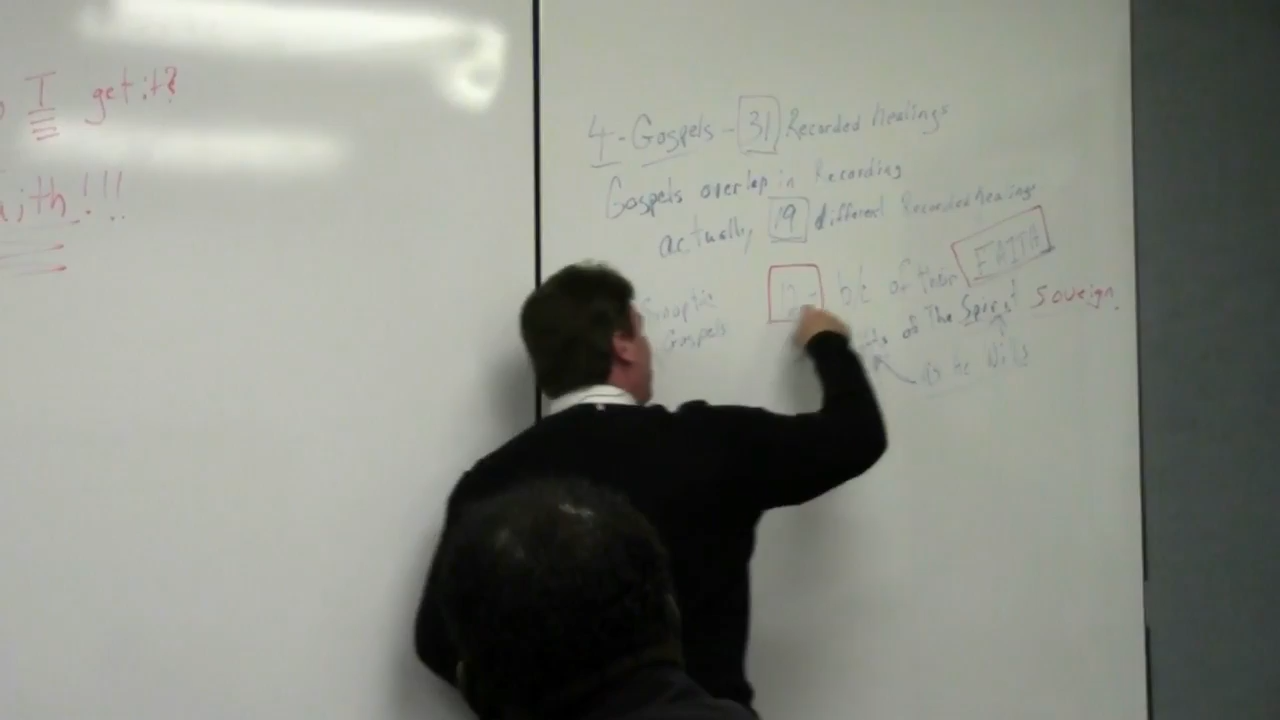 I get it?
!!!
4 - Gospels - 31 Recorded Healings
Gospels overlap in Recording
actually 19 different Recorded healings
12 - b/c of their FAITH
Synoptic
Gospels
of The Spirit Soveign
as He Wills